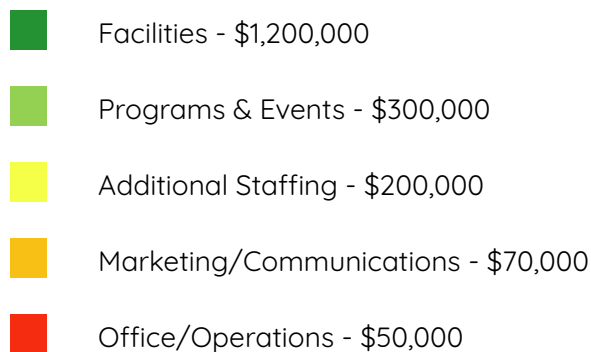 Facilities - $1,200,000
Programs & Events - $300,000
Additional Staffing - $200,000
Marketing/Communications - $70,000
Office/Operations - $50,000